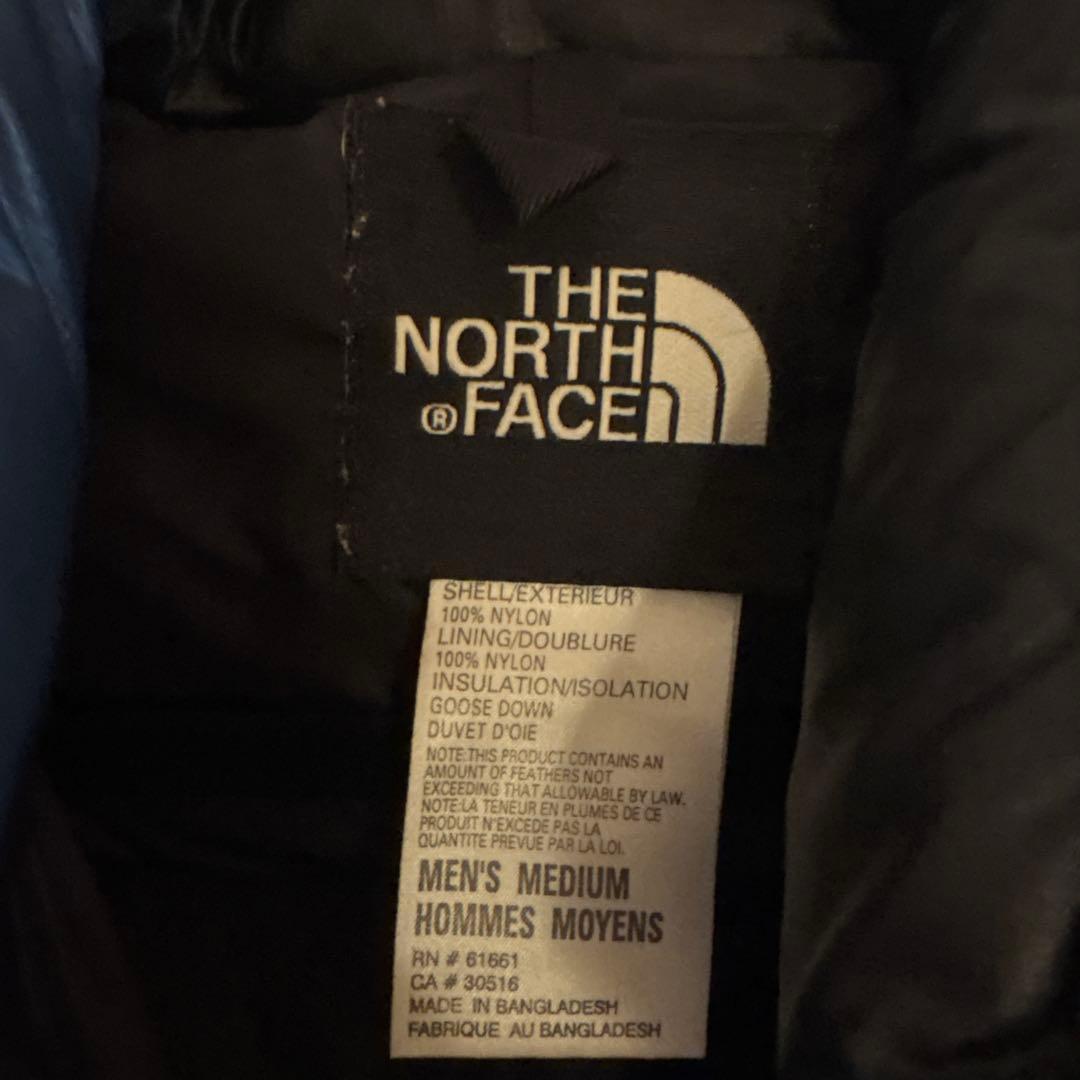 THE
NORTH
® FACE
SHELL/EXTERIEUR
100% NYLON
LINING/DOUBLURE
100% NYLON
INSULATION/ISOLATION
GOOSE DOWN
DUVET D'OIE
NOTE:THIS PRODUCT CONTAINS AN
AMOUNT OF FEATHERS NOT
EXCEEDING THAT ALLOWABLE BY LAW.
NOTE:LA TENEUR EN PLUMES DE CE
PRODUIT N'EXCEDE PAS LA
QUANTITE PREVUE PAR LA LOI.
MEN'S MEDIUM
HOMMES MOYENS
RN # 61661
CA # 30516
MADE IN BANGLADESH
FABRIQUE AU BANGLADESH